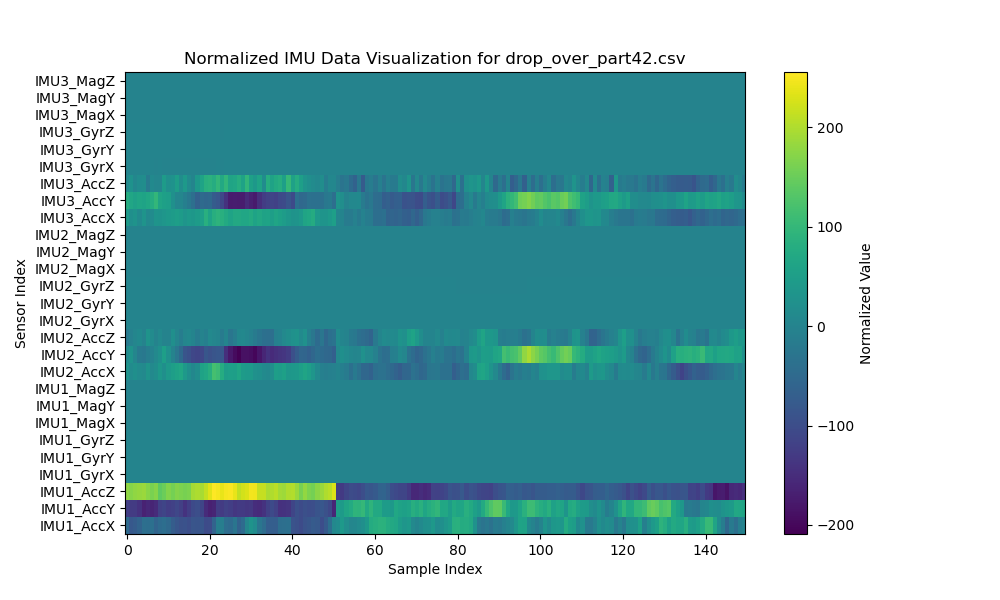 Normalized IMU Data Visualization for drop_over_part42.csv
IMU3_MagZ
IMU3_MagY
IMU3_MagX
IMU3_GyrZ
IMU3_GyrY
IMU3_GyrX
IMU3_AccZ
IMU3_AccY
IMU3_AccX
IMU2_MagZ
IMU2_MagY
IMU2_MagX
IMU2_GyrZ
IMU2_GyrY
IMU2_GyrX
IMU2_AccZ
IMU2_AccY
IMU2_AccX
IMU1_MagZ
IMU1_MagY
IMU1_MagX
IMU1_GyrZ
IMU1_GyrY
IMU1_GyrX
IMU1_AccZ
IMU1_AccY
IMU1_AccX
Sensor Index
0 20 40 60 80 100 120 140
Sample Index
200
100
0
−100
−200
Normalized Value